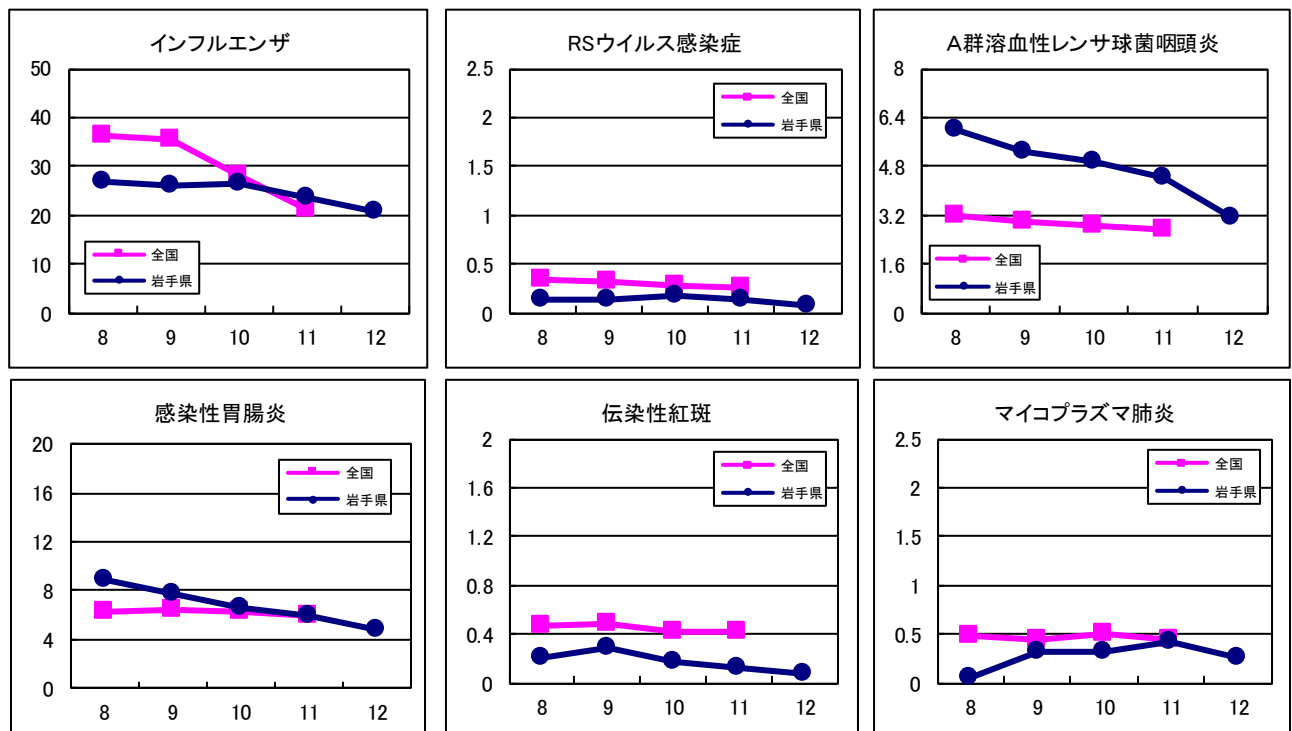 インフルエンザ
50
40
30
20
10
0
全国
岩手県
8 9 10 11 12
RSウイルス感染症
2.5
2
1.5
1
0.5
0
全国
岩手県
8 9 10 11 12
A群溶血性レンサ球菌咽頭炎
8
6.4
4.8
3.2
1.6
0
全国
岩手県
8 9 10 11 12
感染性胃腸炎
20
16
12
8
4
0
全国
岩手県
8 9 10 11 12
伝染性紅斑
2
1.6
1.2
0.8
0.4
0
全国
岩手県
8 9 10 11 12
マイコプラズマ肺炎
2.5
2
1.5
1
0.5
0
全国
岩手県
8 9 10 11 12